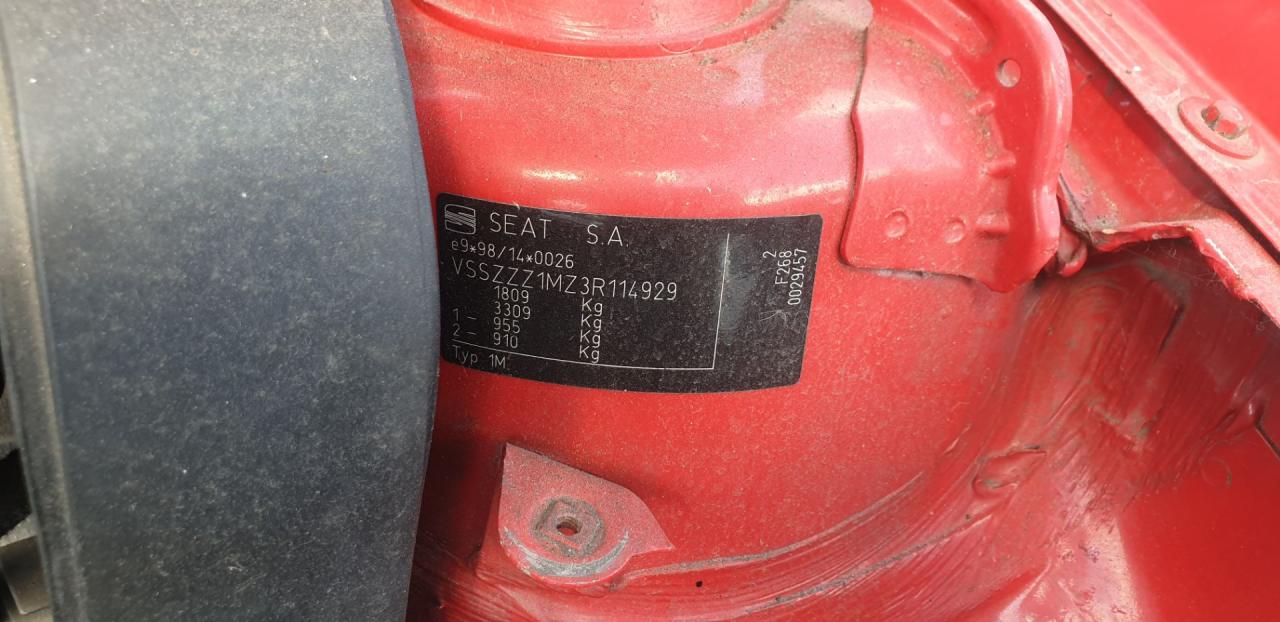 SEAT S.A.
e9*98/14*0026
VSSZZZ1MZ3R114929
1809 Kg
3309 Kg
1 - 955 Kg
2 - 910 Kg
Typ 1M
2
F268
0029457